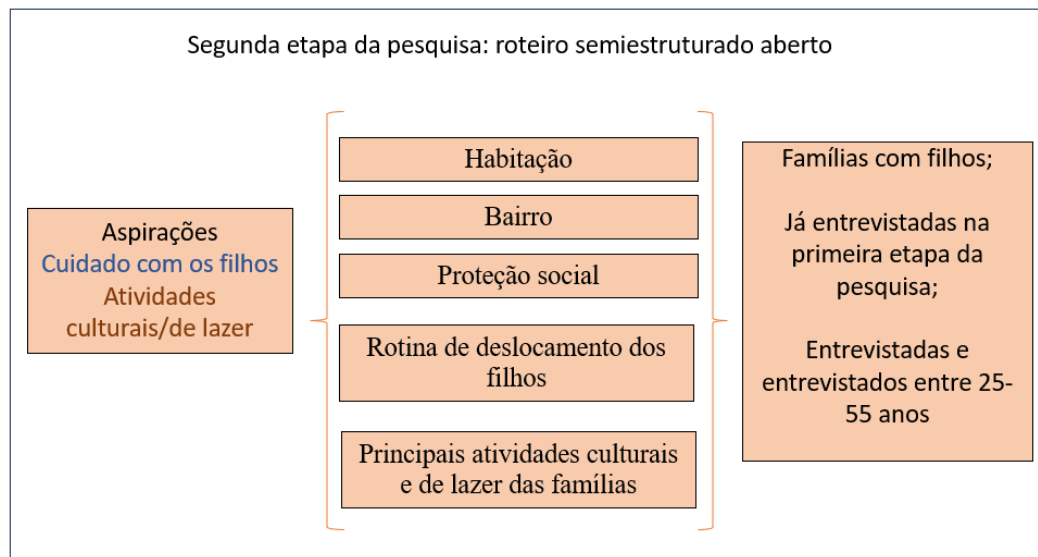 Segunda etapa da pesquisa: roteiro semiestruturado aberto
Aspirações
Cuidado com os filhos
Atividades
culturais/de lazer
Habitação
Bairro
Proteção social
Rotina de deslocamento dos
filhos
Principais atividades culturais
e de lazer das famílias
Famílias com filhos;
Já entrevistadas na
primeira etapa da
pesquisa;
Entrevistadas e
entrevistados entre 25-
55 anos